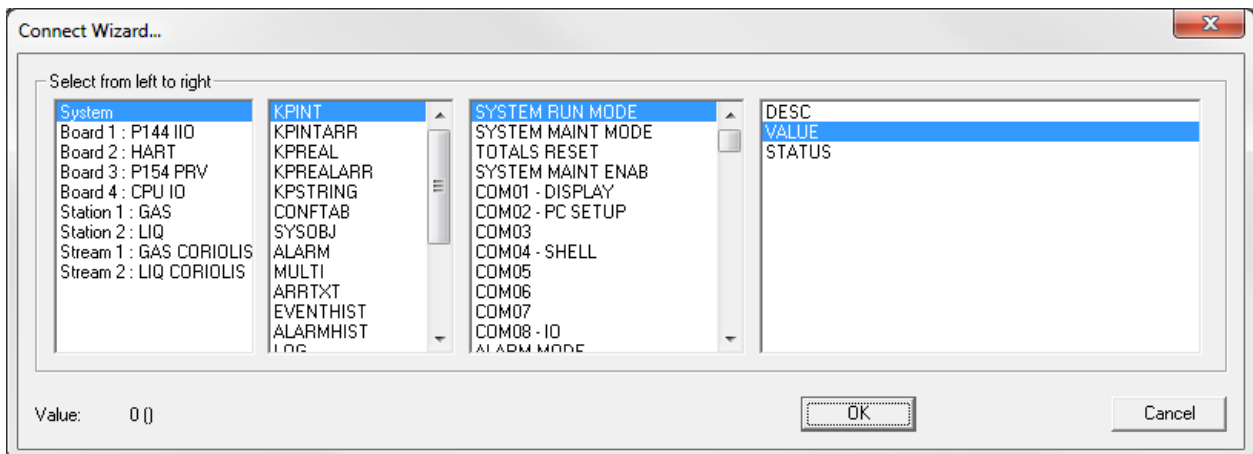 Connect Wizard...
Select from left to right
System
Board 1 : P144 IIO
Board 2 : HART
Board 3 : P154 PRV
Board 4 : CPU IO
Station 1 : GAS
Station 2 : LIQ
Stream 1 : GAS CORIOLIS
Stream 2 : LIQ CORIOLIS
KPINT
KPINTARR
KPREAL
KPREALARR
KPSTRING
CONFTAB
SYSOBJ
ALARM
MULTI
ARRTXT
EVENTHIST
ALARMHIST
LOG
SYSTEM RUN MODE
SYSTEM MAINT MODE
TOTALS RESET
SYSTEM MAINT ENAB
COM01 - DISPLAY
COM02 - PC SETUP
COM03
COM04 - SHELL
COM05
COM06
COM07
COM08 - IO
ALARM MODE
DESC
VALUE
STATUS
Value: 0 ()
OK
Cancel